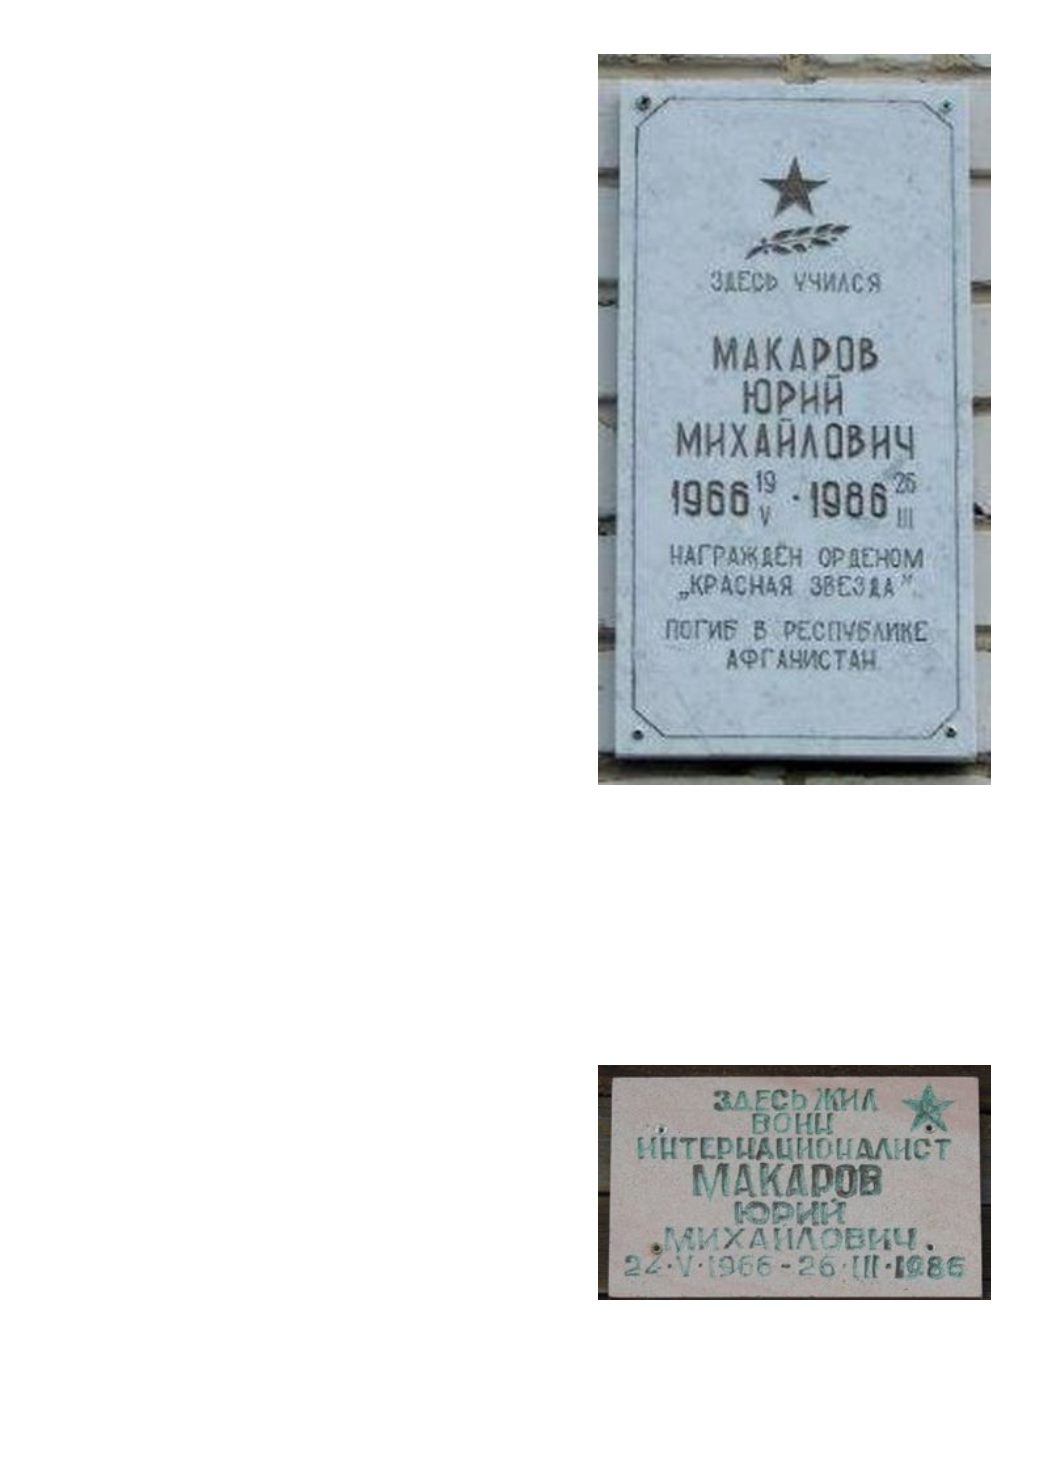 ЗДЕСЬ УЧИЛСЯ
МАКАРОВ
ЮРИЙ
МИХАЙЛОВИЧ
1966 19 V · 1986 26 III
НАГРАЖДЁН ОРДЕНОМ
„КРАСНАЯ ЗВЕЗДА".
ПОГИБ В РЕСПУБЛИКЕ
АФГАНИСТАН
ЗДЕСЬ ЖИЛ
ВОИН
ИНТЕРНАЦИОНАЛИСТ
МАКАРОВ
ЮРИЙ
МИХАЙЛОВИЧ.
24·V·1966-26·III·1986